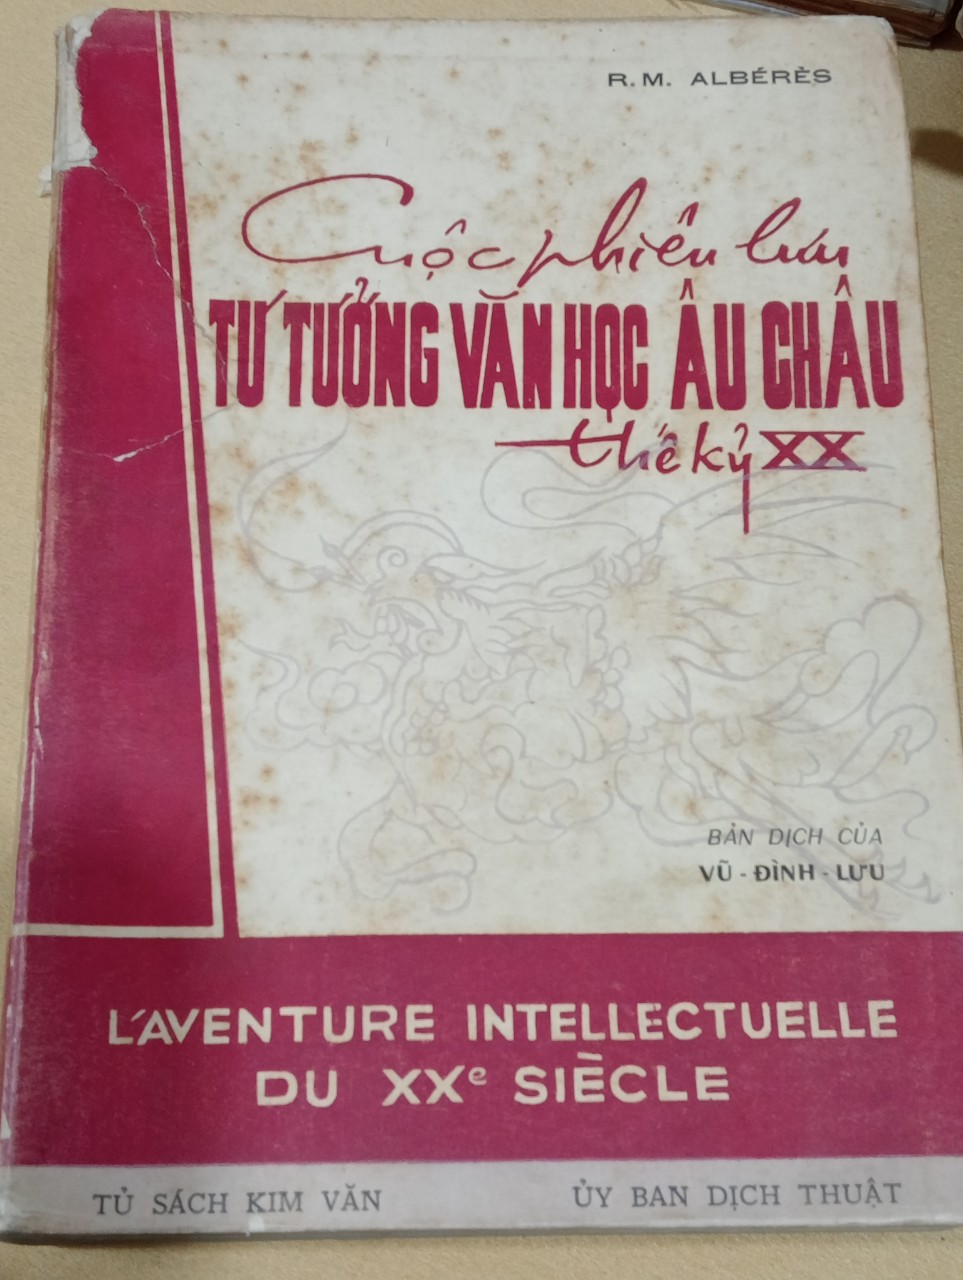 R.M. ALBÉRÈS
Cuộc phiêu lưu
TƯ TƯỞNG VĂN HỌC ÂU CHÂU
thế kỷ XX
BẢN DỊCH CỦA
VŨ - ĐÌNH - LƯU
L'AVENTURE INTELLECTUELLE
DU XXe SIÈCLE
TỦ SÁCH KIM VĂN
ỦY BAN DỊCH THUẬT